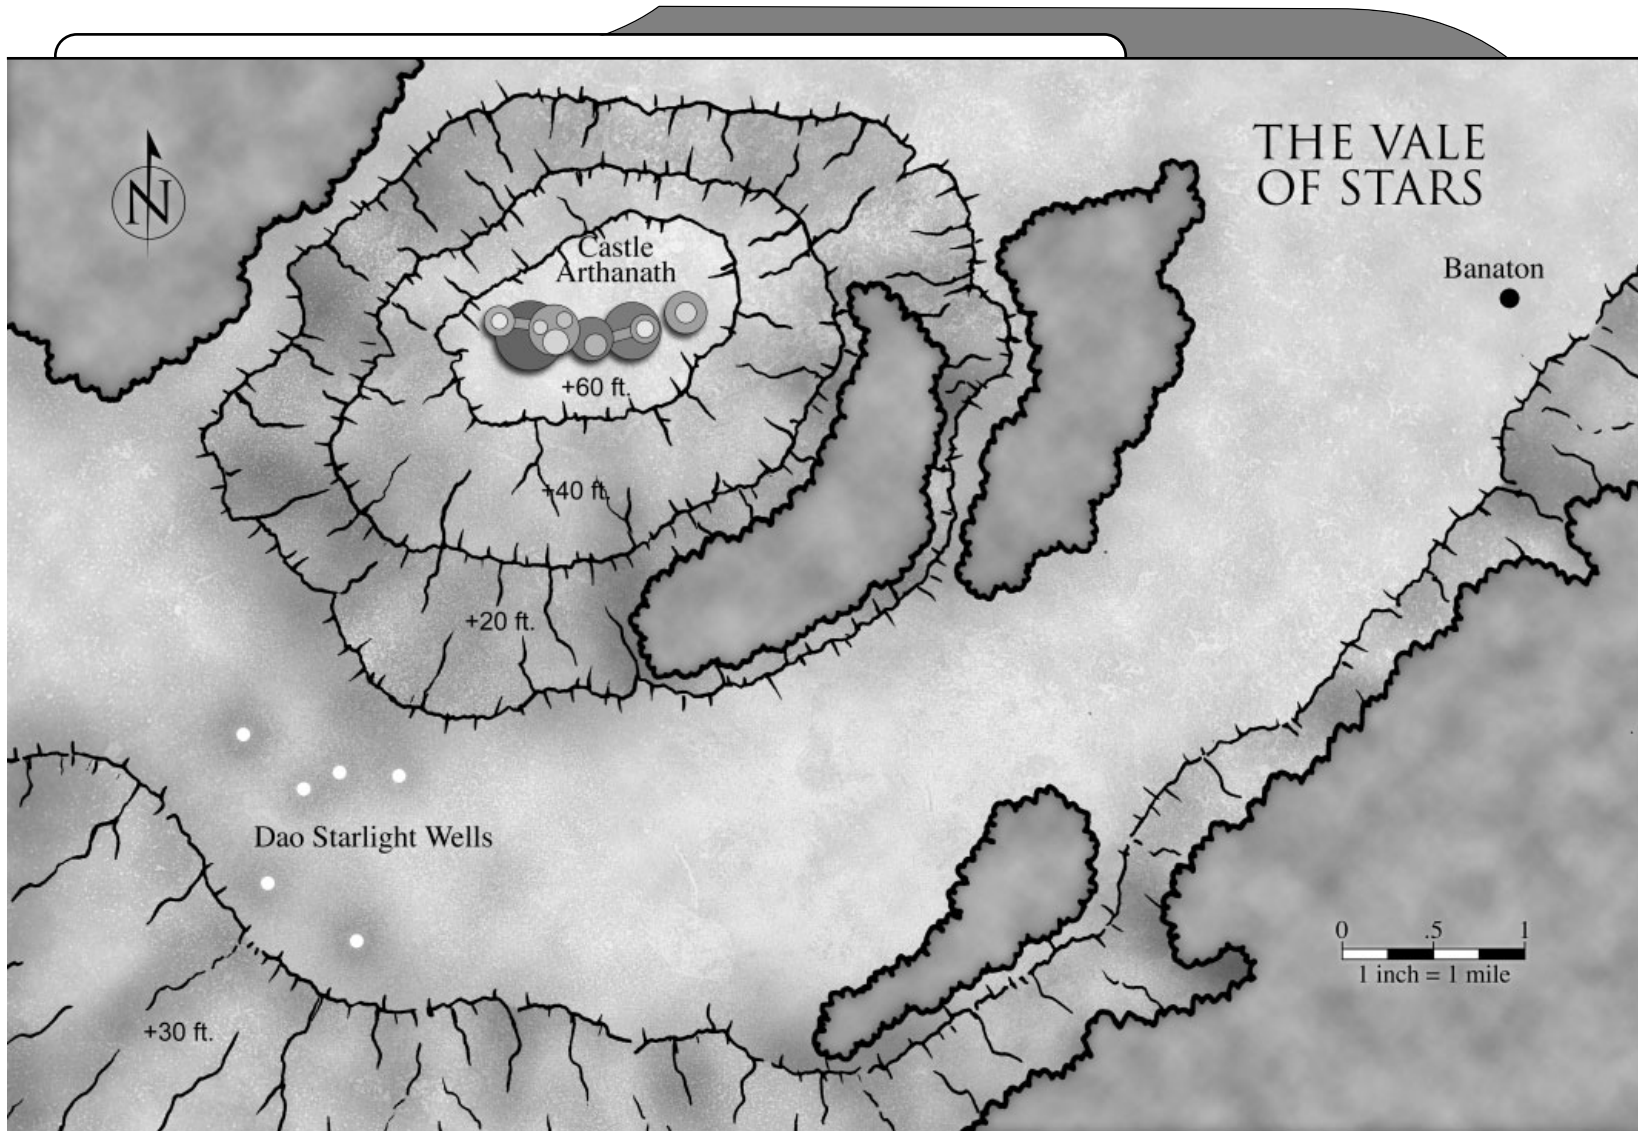 THE VALE
OF STARS
N
Castle
Arthanath
Banaton
+60 ft.
+40 ft.
+20 ft.
Dao Starlight Wells
0 .5 1
1 inch = 1 mile
+30 ft.